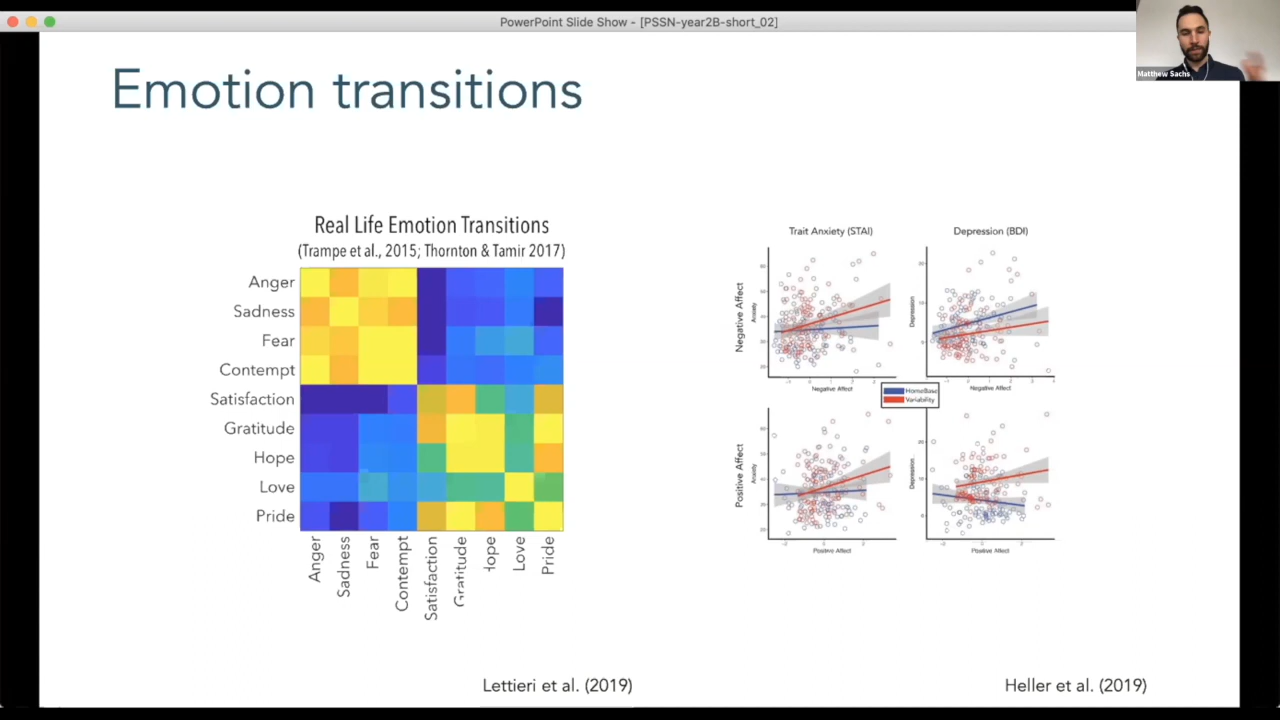 PowerPoint Slide Show - [PSSN-year2B-short_02]
Matthew Sachs
Emotion transitions
Real Life Emotion Transitions
(Trampe et al., 2015; Thornton & Tamir 2017)
Anger
Sadness
Fear
Contempt
Satisfaction
Gratitude
Hope
Love
Pride
Anger
Sadness
Fear
Contempt
Satisfaction
Gratitude
Hope
Love
Pride
Lettieri et al. (2019)
Trait Anxiety (STAI)
Depression (BDI)
Negative Affect
Anxiety
Depression
Negative Affect
Negative Affect
HomeBase
Variability
Positive Affect
Anxiety
Depression
Positive Affect
Positive Affect
Heller et al. (2019)